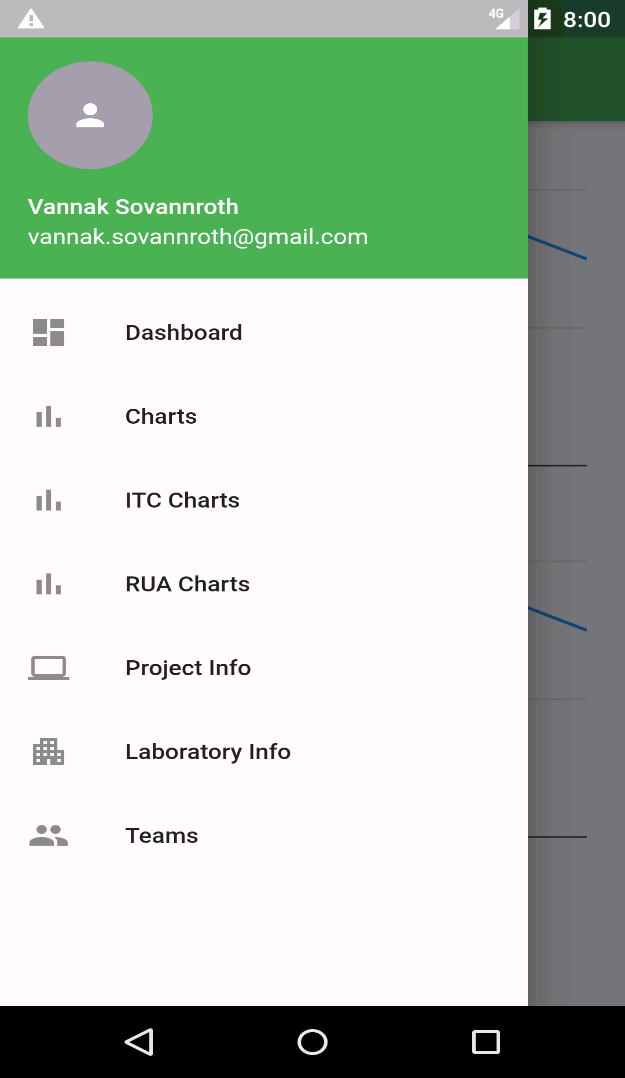 4G
8:00
Vannak Sovannroth
vannak.sovannroth@gmail.com
Dashboard
Charts
ITC Charts
RUA Charts
Project Info
Laboratory Info
Teams